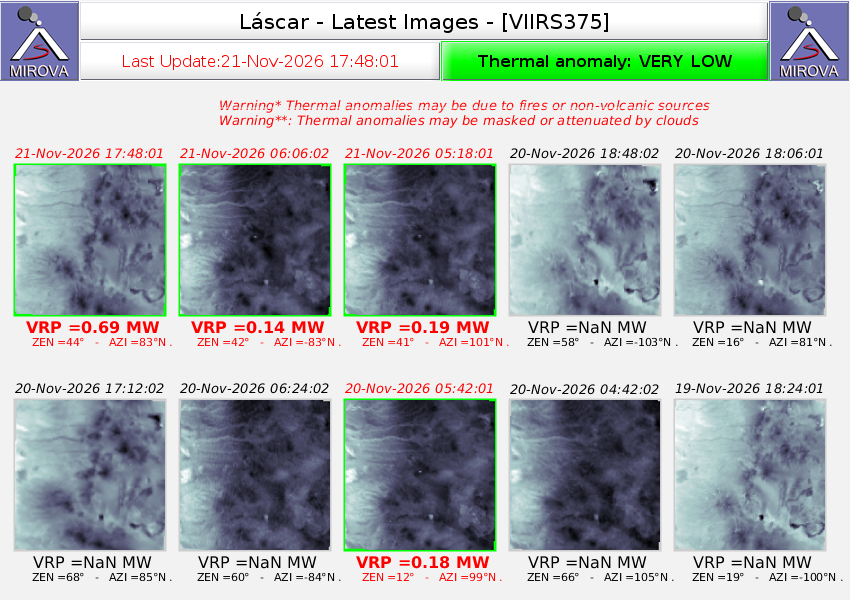 Láscar - Latest Images - [VIIRS375]
MIROVA
Last Update:21-Nov-2026 17:48:01
Thermal anomaly: VERY LOW
MIROVA
Warning* Thermal anomalies may be due to fires or non-volcanic sources
Warning**: Thermal anomalies may be masked or attenuated by clouds
21-Nov-2026 17:48:01 21-Nov-2026 06:06:02 21-Nov-2026 05:18:01 20-Nov-2026 18:48:02 20-Nov-2026 18:06:01
VRP =0.69 MW VRP =0.14 MW VRP =0.19 MW VRP =NaN MW VRP =NaN MW
ZEN =44° - AZI =83°N . ZEN =42° - AZI =-83°N . ZEN =41° - AZI =101°N . ZEN =58° - AZI =-103°N . ZEN =16° - AZI =81°N .
20-Nov-2026 17:12:02 20-Nov-2026 06:24:02 20-Nov-2026 05:42:01 20-Nov-2026 04:42:02 19-Nov-2026 18:24:01
VRP =NaN MW VRP =NaN MW VRP =0.18 MW VRP =NaN MW VRP =NaN MW
ZEN =68° - AZI =85°N . ZEN =60° - AZI =-84°N . ZEN =12° - AZI =99°N . ZEN =66° - AZI =105°N . ZEN =19° - AZI =-100°N .